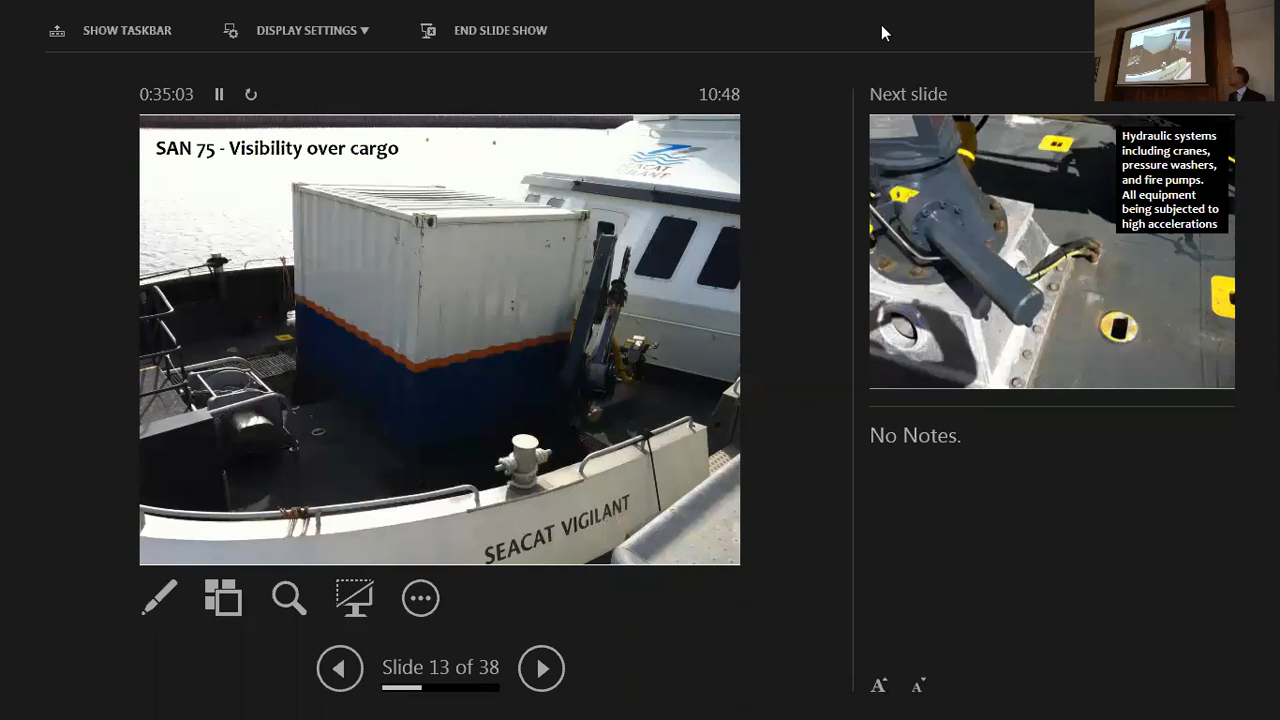 SHOW TASKBAR
DISPLAY SETTINGS ▼
END SLIDE SHOW
0:35:03
10:48
SAN 75 - Visibility over cargo
SEACAT
VIGILANT
SEACAT VIGILANT
Slide 13 of 38
Next slide
Hydraulic systems
including cranes,
pressure washers,
and fire pumps.
All equipment
being subjected to
high accelerations
No Notes.
A A